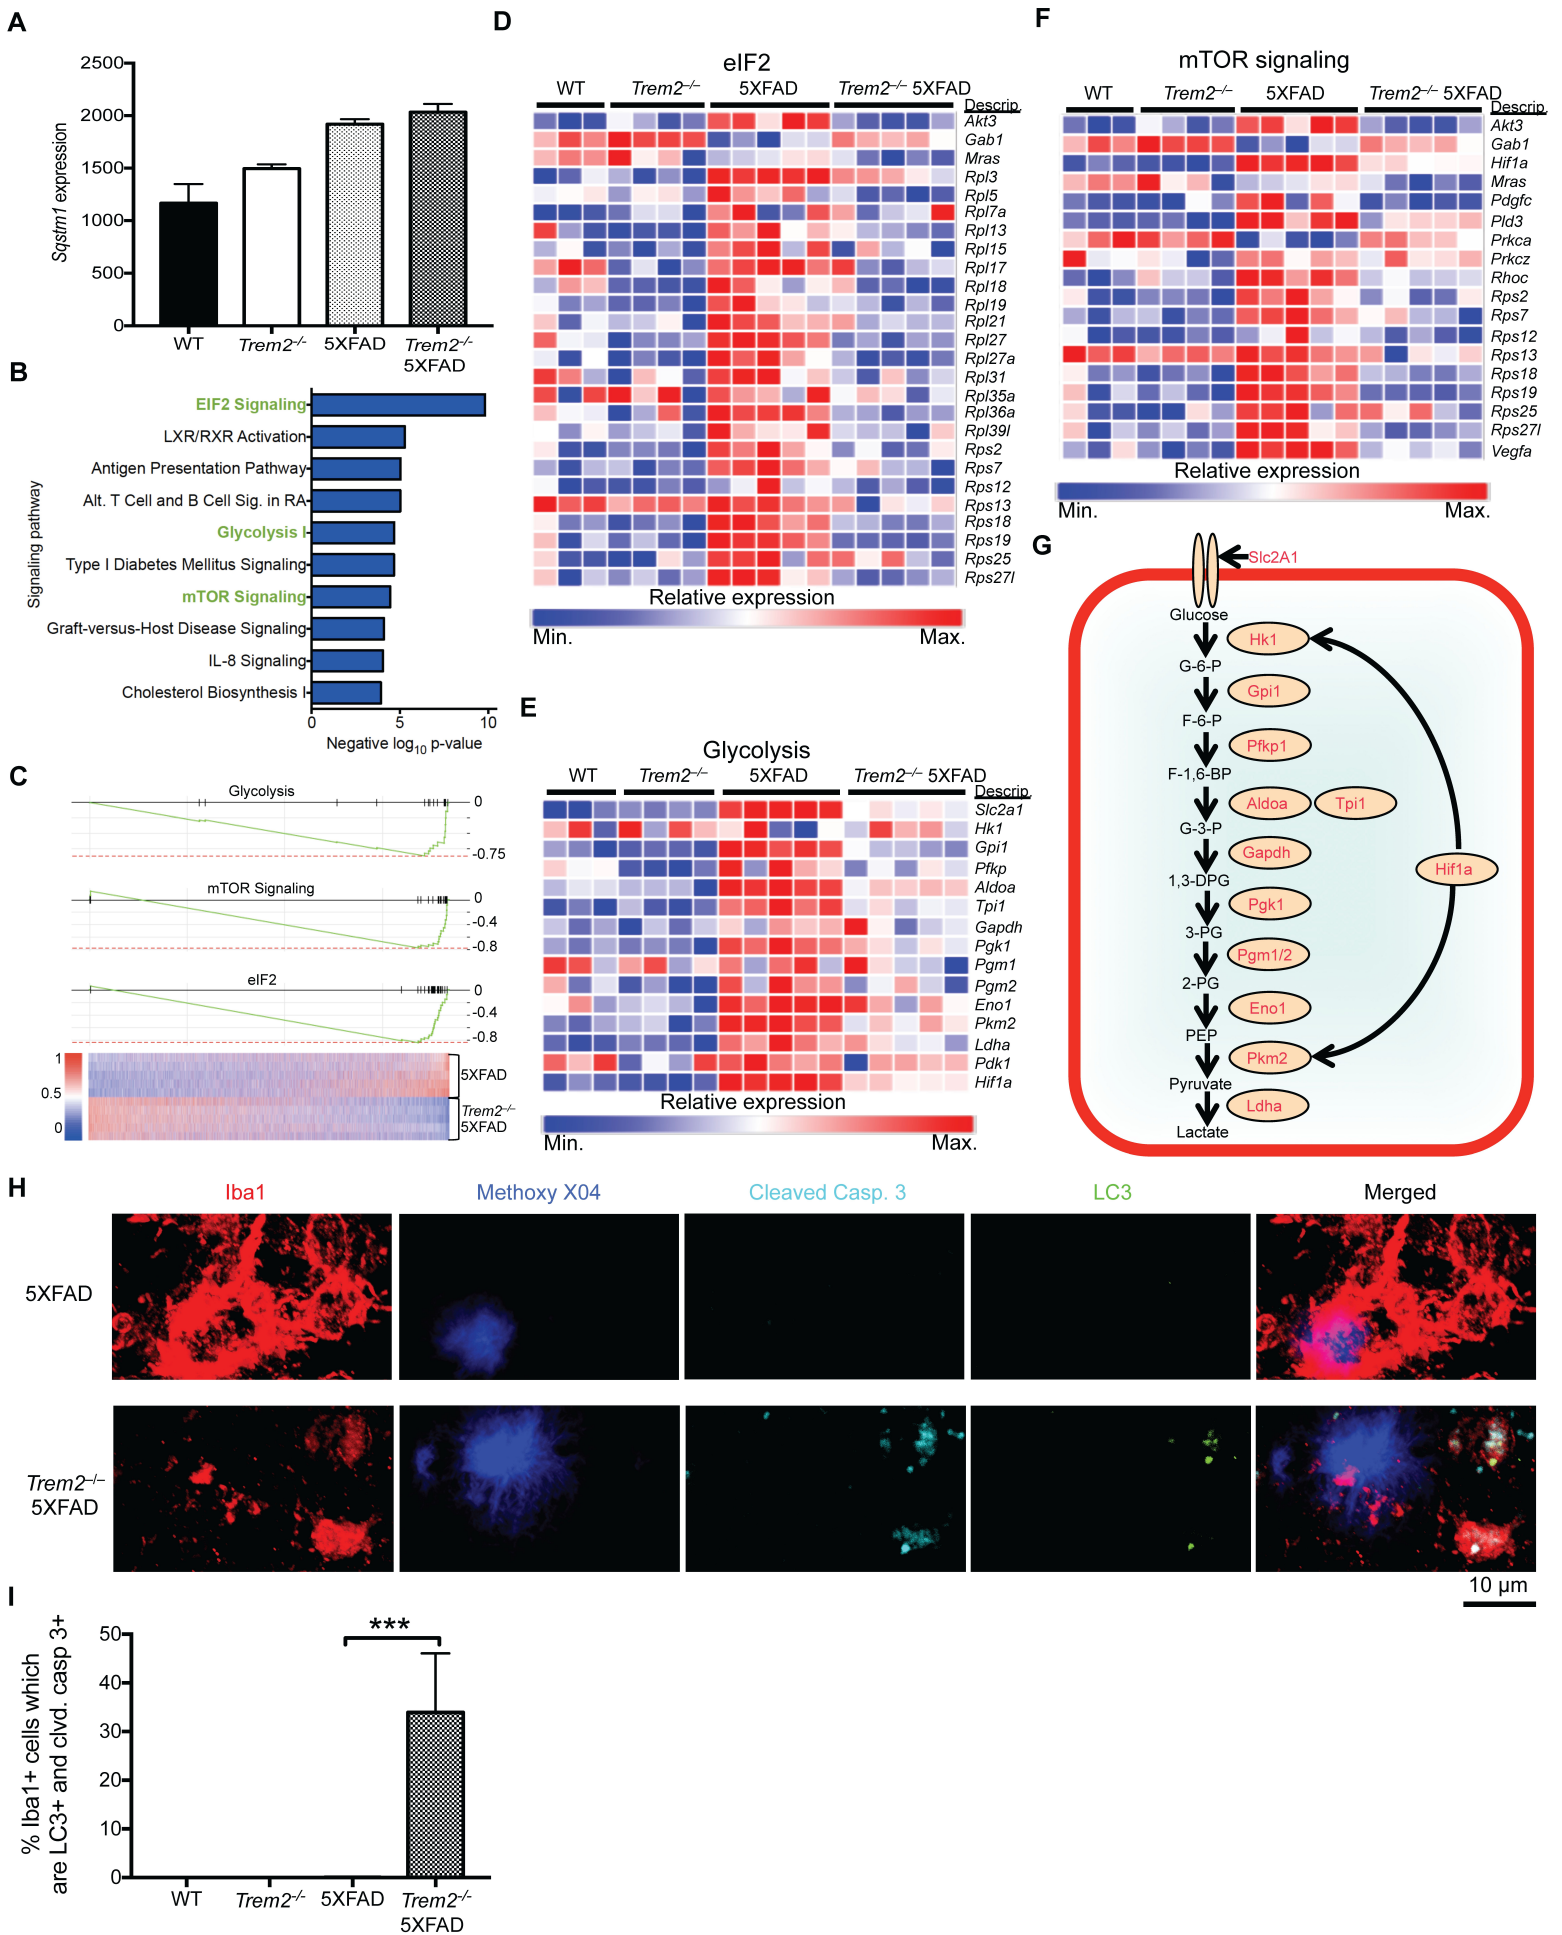 A
Sqstm1 expression
2500
2000
1500
1000
500
0
WT
Trem2–/–
5XFAD
Trem2–/–
5XFAD
B
Signaling pathway
EIF2 Signaling
LXR/RXR Activation
Antigen Presentation Pathway
Alt. T Cell and B Cell Sig. in RA
Glycolysis I
Type I Diabetes Mellitus Signaling
mTOR Signaling
Graft-versus-Host Disease Signaling
IL-8 Signaling
Cholesterol Biosynthesis I
0 5 10
Negative log10 p-value
C
Glycolysis
0
-0.75
mTOR Signaling
0
-0.4
-0.8
eIF2
0
-0.4
-0.8
1
0.5
0
5XFAD
Trem2–/–
5XFAD
D
eIF2
WT Trem2–/– 5XFAD Trem2–/– 5XFAD
Descrip.
Akt3
Gab1
Mras
Rpl3
Rpl5
Rpl7a
Rpl13
Rpl15
Rpl17
Rpl18
Rpl19
Rpl21
Rpl27
Rpl27a
Rpl31
Rpl35a
Rpl36a
Rpl39l
Rps2
Rps7
Rps12
Rps13
Rps18
Rps19
Rps25
Rps27l
Relative expression
Min. Max.
E
Glycolysis
WT Trem2–/– 5XFAD Trem2–/– 5XFAD
Descrip.
Slc2a1
Hk1
Gpi1
Pfkp
Aldoa
Tpi1
Gapdh
Pgk1
Pgm1
Pgm2
Eno1
Pkm2
Ldha
Pdk1
Hif1a
Relative expression
Min. Max.
F
mTOR signaling
WT Trem2–/– 5XFAD Trem2–/– 5XFAD
Descrip.
Akt3
Gab1
Hif1a
Mras
Pdgfc
Pld3
Prkca
Prkcz
Rhoc
Rps2
Rps7
Rps12
Rps13
Rps18
Rps19
Rps25
Rps27l
Vegfa
Relative expression
Min. Max.
G
Slc2A1
Glucose
Hk1
G-6-P
Gpi1
F-6-P
Pfkp1
F-1,6-BP
Aldoa Tpi1
G-3-P
Gapdh
Hif1a
1,3-DPG
Pgk1
3-PG
Pgm1/2
2-PG
Eno1
PEP
Pkm2
Pyruvate
Ldha
Lactate
H
Iba1 Methoxy X04 Cleaved Casp. 3 LC3 Merged
5XFAD
Trem2–/–
5XFAD
10 µm
I
% Iba1+ cells which
are LC3+ and clvd. casp 3+
50
40
30
20
10
0
***
WT
Trem2-/-
5XFAD
Trem2-/-
5XFAD